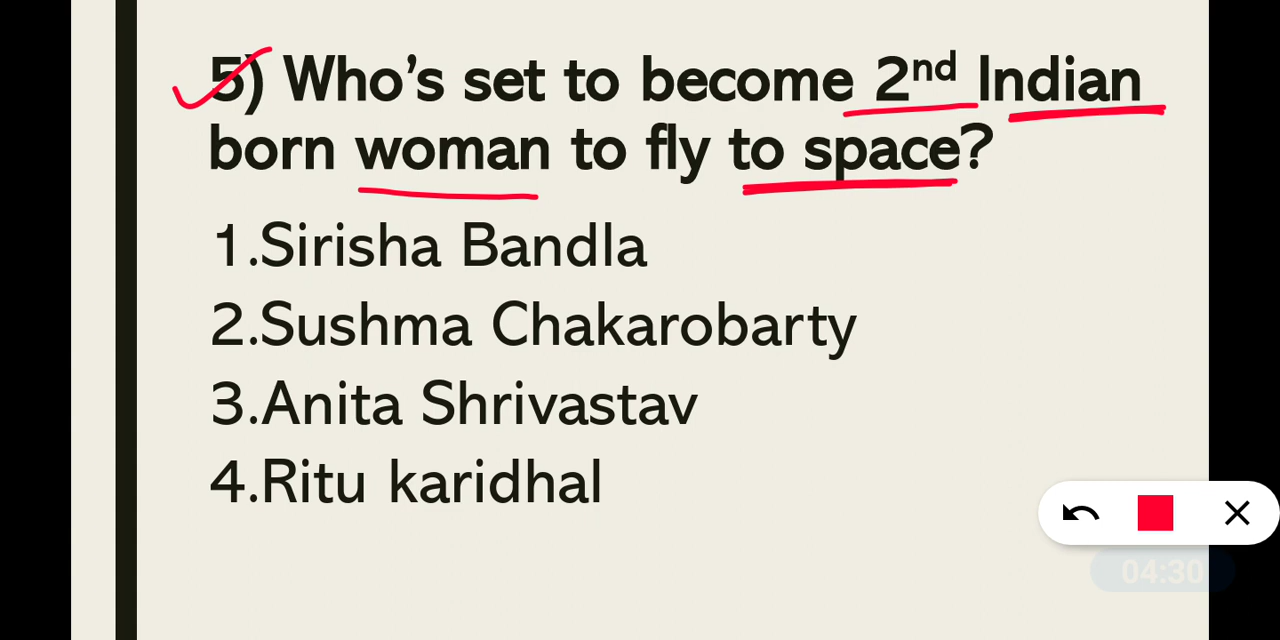 5) Who’s set to become 2nd Indian
born woman to fly to space?
1.Sirisha Bandla
2.Sushma Chakarobarty
3.Anita Shrivastav
4.Ritu karidhal
04:30